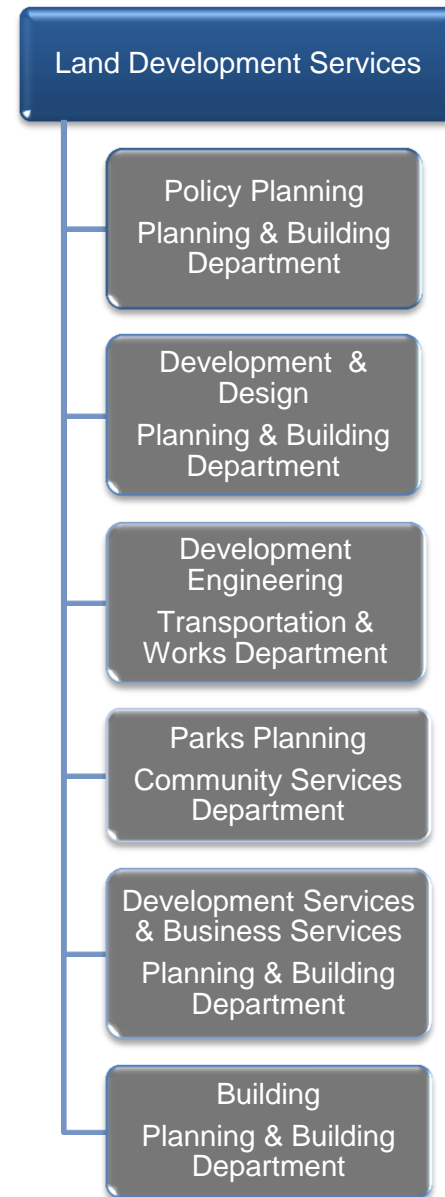 Land Development Services
Policy Planning
Planning & Building
Department
Development &
Design
Planning & Building
Department
Development
Engineering
Transportation &
Works Department
Parks Planning
Community Services
Department
Development Services
& Business Services
Planning & Building
Department
Building
Planning & Building
Department